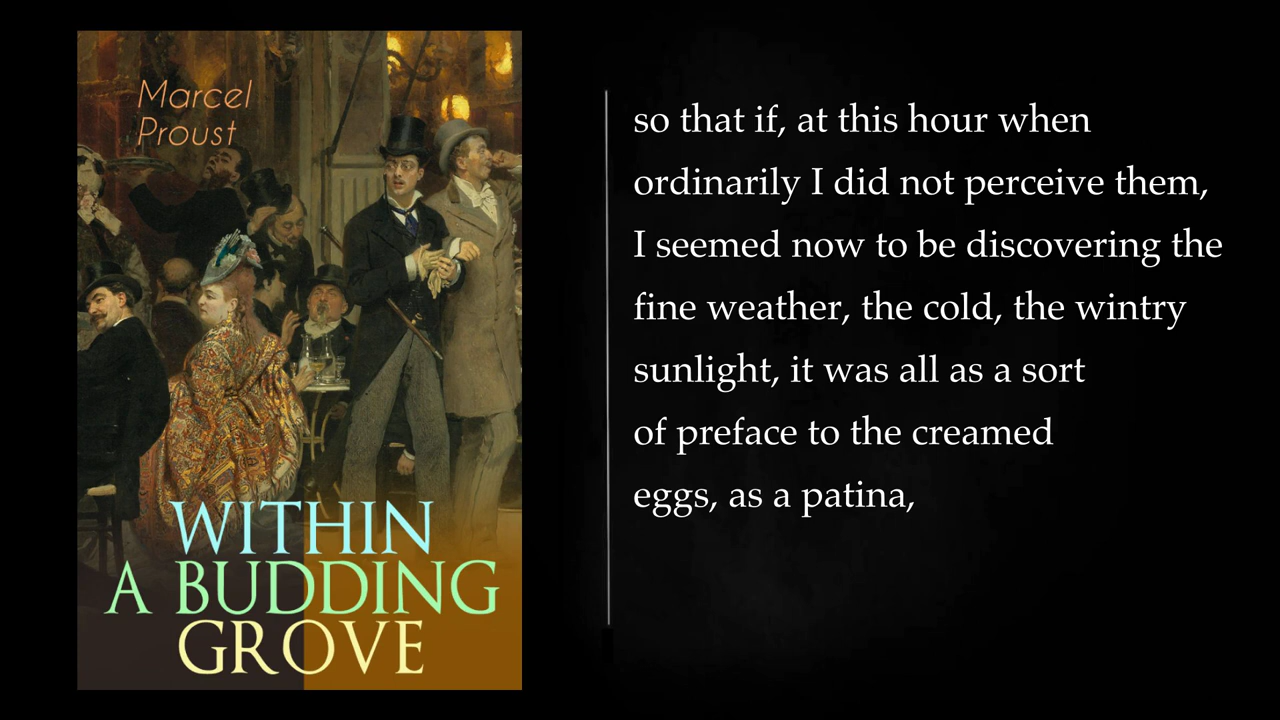 Marcel
Proust
WITHIN
A BUDDING
GROVE
so that if, at this hour when
ordinarily I did not perceive them,
I seemed now to be discovering the
fine weather, the cold, the wintry
sunlight, it was all as a sort
of preface to the creamed
eggs, as a patina,